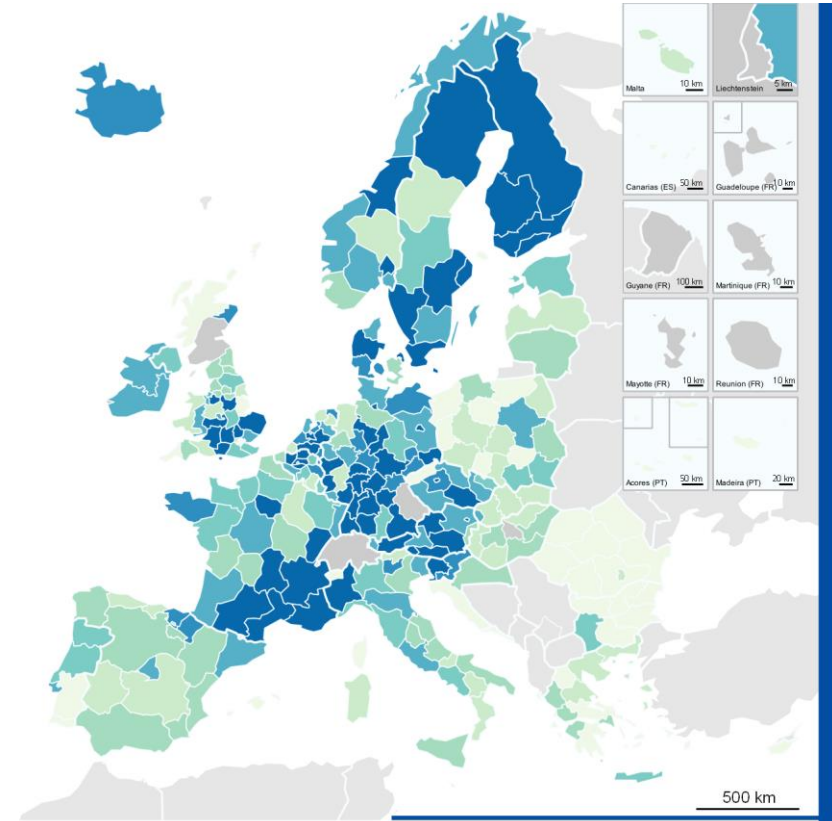 Malta
10 km
Liechtenstein
5 km
Canarias (ES)
50 km
Guadeloupe (FR)
10 km
Guyane (FR)
100 km
Martinique (FR)
10 km
Mayotte (FR)
10 km
Reunion (FR)
10 km
Acores (PT)
50 km
Madeira (PT)
20 km
500 km